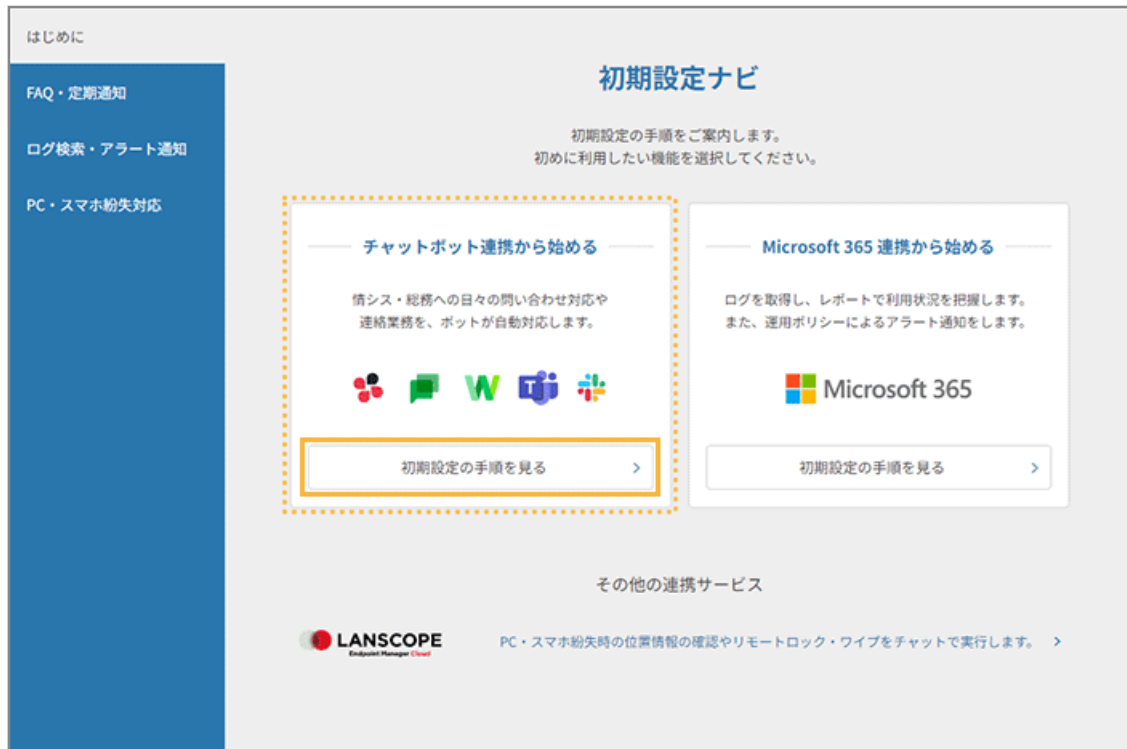 はじめに
FAQ・定期通知
ログ検索・アラート通知
PC・スマホ紛失対応
初期設定ナビ
初期設定の手順をご案内します。
初めに利用したい機能を選択してください。
チャットボット連携から始める
情シス・総務への日々の問い合わせ対応や
連絡業務を、ボットが自動対応します。
初期設定の手順を見る
Microsoft 365 連携から始める
ログを取得し、レポートで利用状況を把握します。
また、運用ポリシーによるアラート通知をします。
Microsoft 365
初期設定の手順を見る
その他の連携サービス
LANSCOPE
Endpoint Manager Cloud
PC・スマホ紛失時の位置情報の確認やリモートロック・ワイプをチャットで実行します。